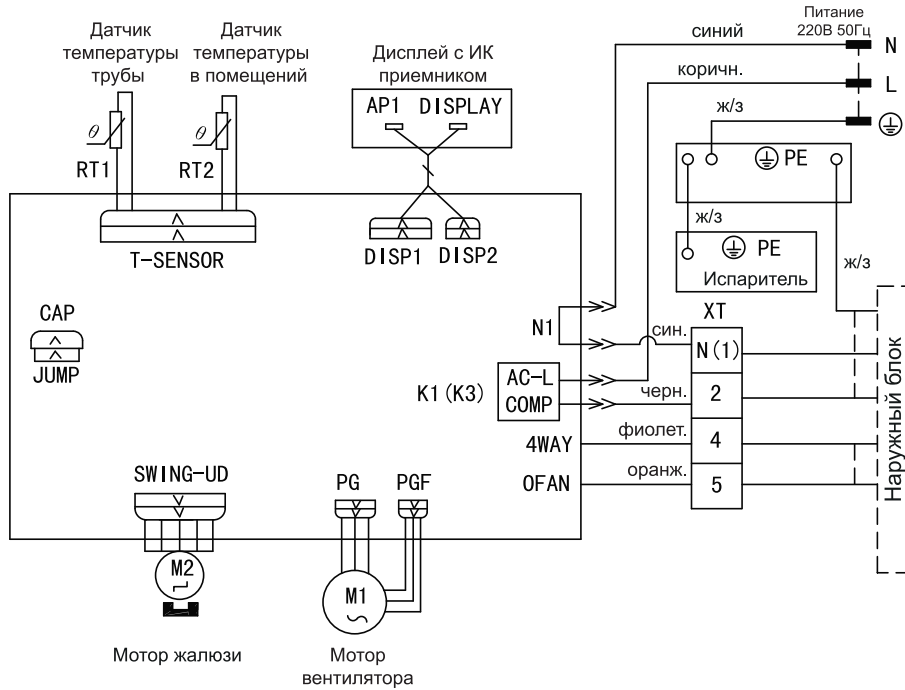 Датчик
температуры
трубы
Датчик
температуры
в помещений
Дисплей с ИК
приемником
AP1 DISPLAY
Питание
220В 50Гц
синий
N
коричн.
L
ж/з
θ
RT1
θ
RT2
PE
ж/з
PE
Испаритель
ж/з
T-SENSOR
DISP1 DISP2
CAP
JUMP
N1
XT
син.
N(1)
K1(K3)
AC-L
COMP
черн.
2
4WAY
фиолет.
4
OFAN
оранж.
5
Наружный блок
SWING-UD
PG PGF
M2
M1
Мотор жалюзи
Мотор
вентилятора